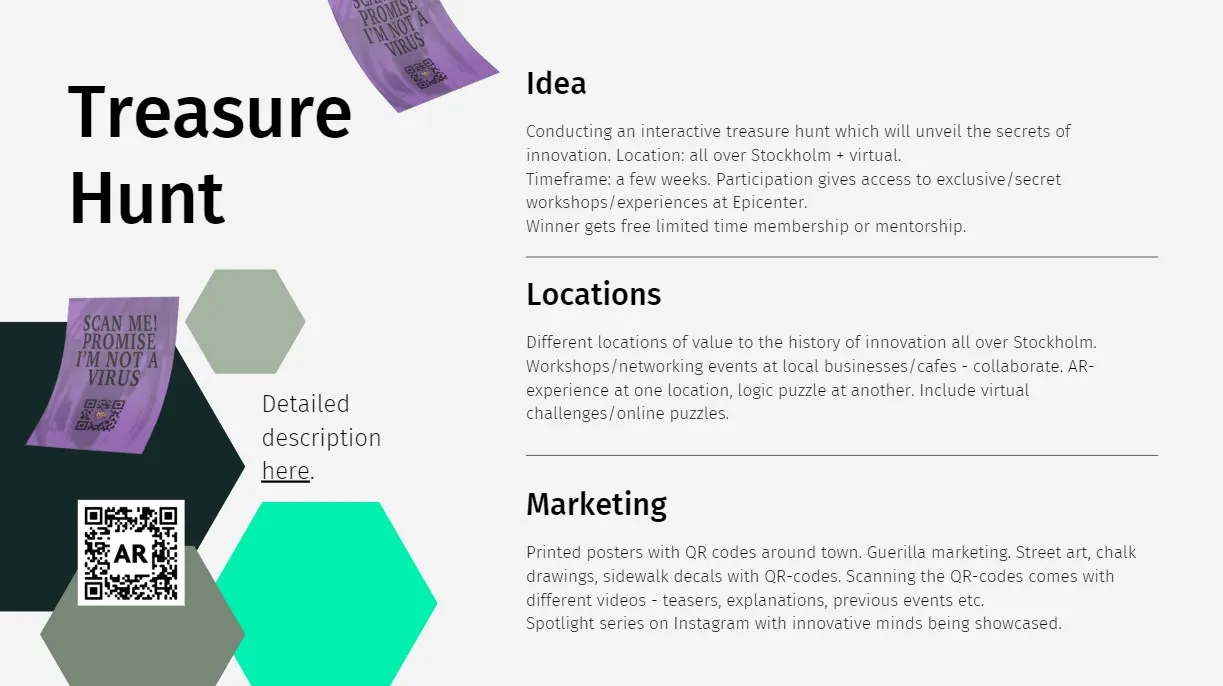 SCAN ME!
PROMISE
I'M NOT A
VIRUS
Treasure
Hunt
SCAN ME!
PROMISE
I'M NOT A
VIRUS
Detailed
description
here.
AR
Idea
Conducting an interactive treasure hunt which will unveil the secrets of
innovation. Location: all over Stockholm + virtual.
Timeframe: a few weeks. Participation gives access to exclusive/secret
workshops/experiences at Epicenter.
Winner gets free limited time membership or mentorship.
Locations
Different locations of value to the history of innovation all over Stockholm.
Workshops/networking events at local businesses/cafes - collaborate. AR-
experience at one location, logic puzzle at another. Include virtual
challenges/online puzzles.
Marketing
Printed posters with QR codes around town. Guerilla marketing. Street art, chalk
drawings, sidewalk decals with QR-codes. Scanning the QR-codes comes with
different videos - teasers, explanations, previous events etc.
Spotlight series on Instagram with innovative minds being showcased.